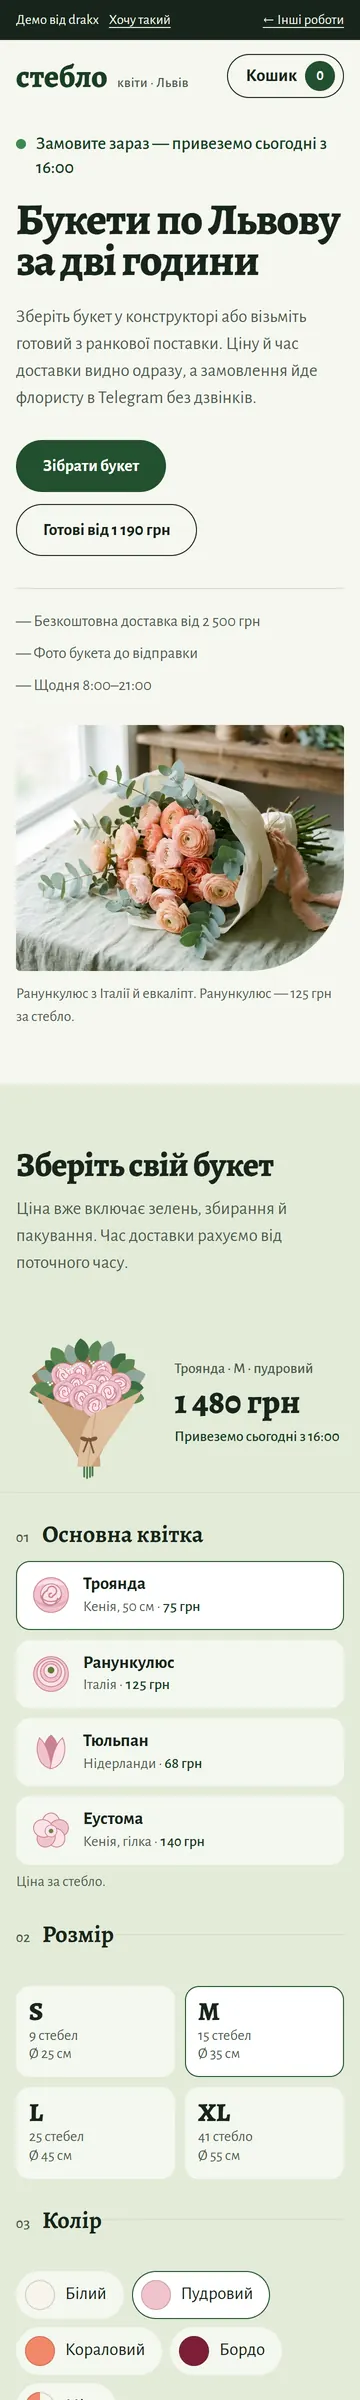 Демо від drakx Хочу такий ← Інші роботи
стебло квіти · Львів Кошик 0
Замовите зараз — привеземо сьогодні з
16:00
Букети по Львову
за дві години
Зберіть букет у конструкторі або візьміть
готовий з ранкової поставки. Ціну й час
доставки видно одразу, а замовлення йде
флористу в Telegram без дзвінків.
Зібрати букет
Готові від 1 190 грн
— Безкоштовна доставка від 2 500 грн
— Фото букета до відправки
— Щодня 8:00–21:00
Ранункулюс з Італії й евкаліпт. Ранункулюс — 125 грн
за стебло.
Зберіть свій букет
Ціна вже включає зелень, збирання й
пакування. Час доставки рахуємо від
поточного часу.
Троянда · M · пудровий
1 480 грн
Привеземо сьогодні з 16:00
01 Основна квітка
Троянда
Кенія, 50 см · 75 грн
Ранункулюс
Італія · 125 грн
Тюльпан
Нідерланди · 68 грн
Еустома
Кенія, гілка · 140 грн
Ціна за стебло.
02 Розмір
S
9 стебел
Ø 25 см
M
15 стебел
Ø 35 см
L
25 стебел
Ø 45 см
XL
41 стебло
Ø 55 см
03 Колір
Білий Пудровий
Кораловий Бордо